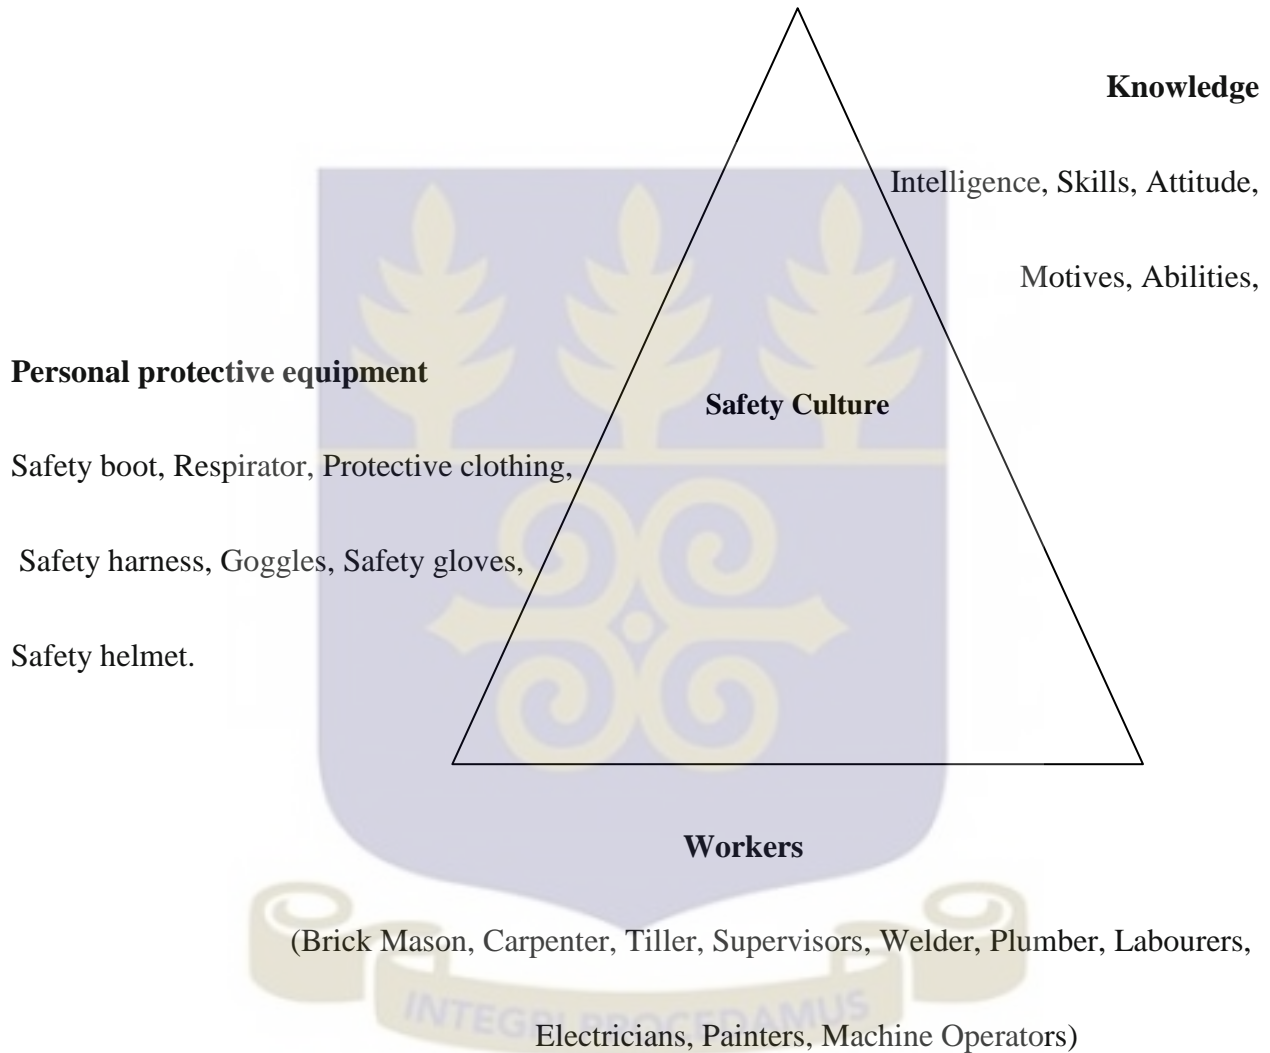 Knowledge
Intelligence, Skills, Attitude,
Motives, Abilities,
Personal protective equipment
Safety Culture
Safety boot, Respirator, Protective clothing,
Safety harness, Goggles, Safety gloves,
Safety helmet.
Workers
(Brick Mason, Carpenter, Tiller, Supervisors, Welder, Plumber, Labourers,
INTEGRI PROCEDAMUS
Electricians, Painters, Machine Operators)